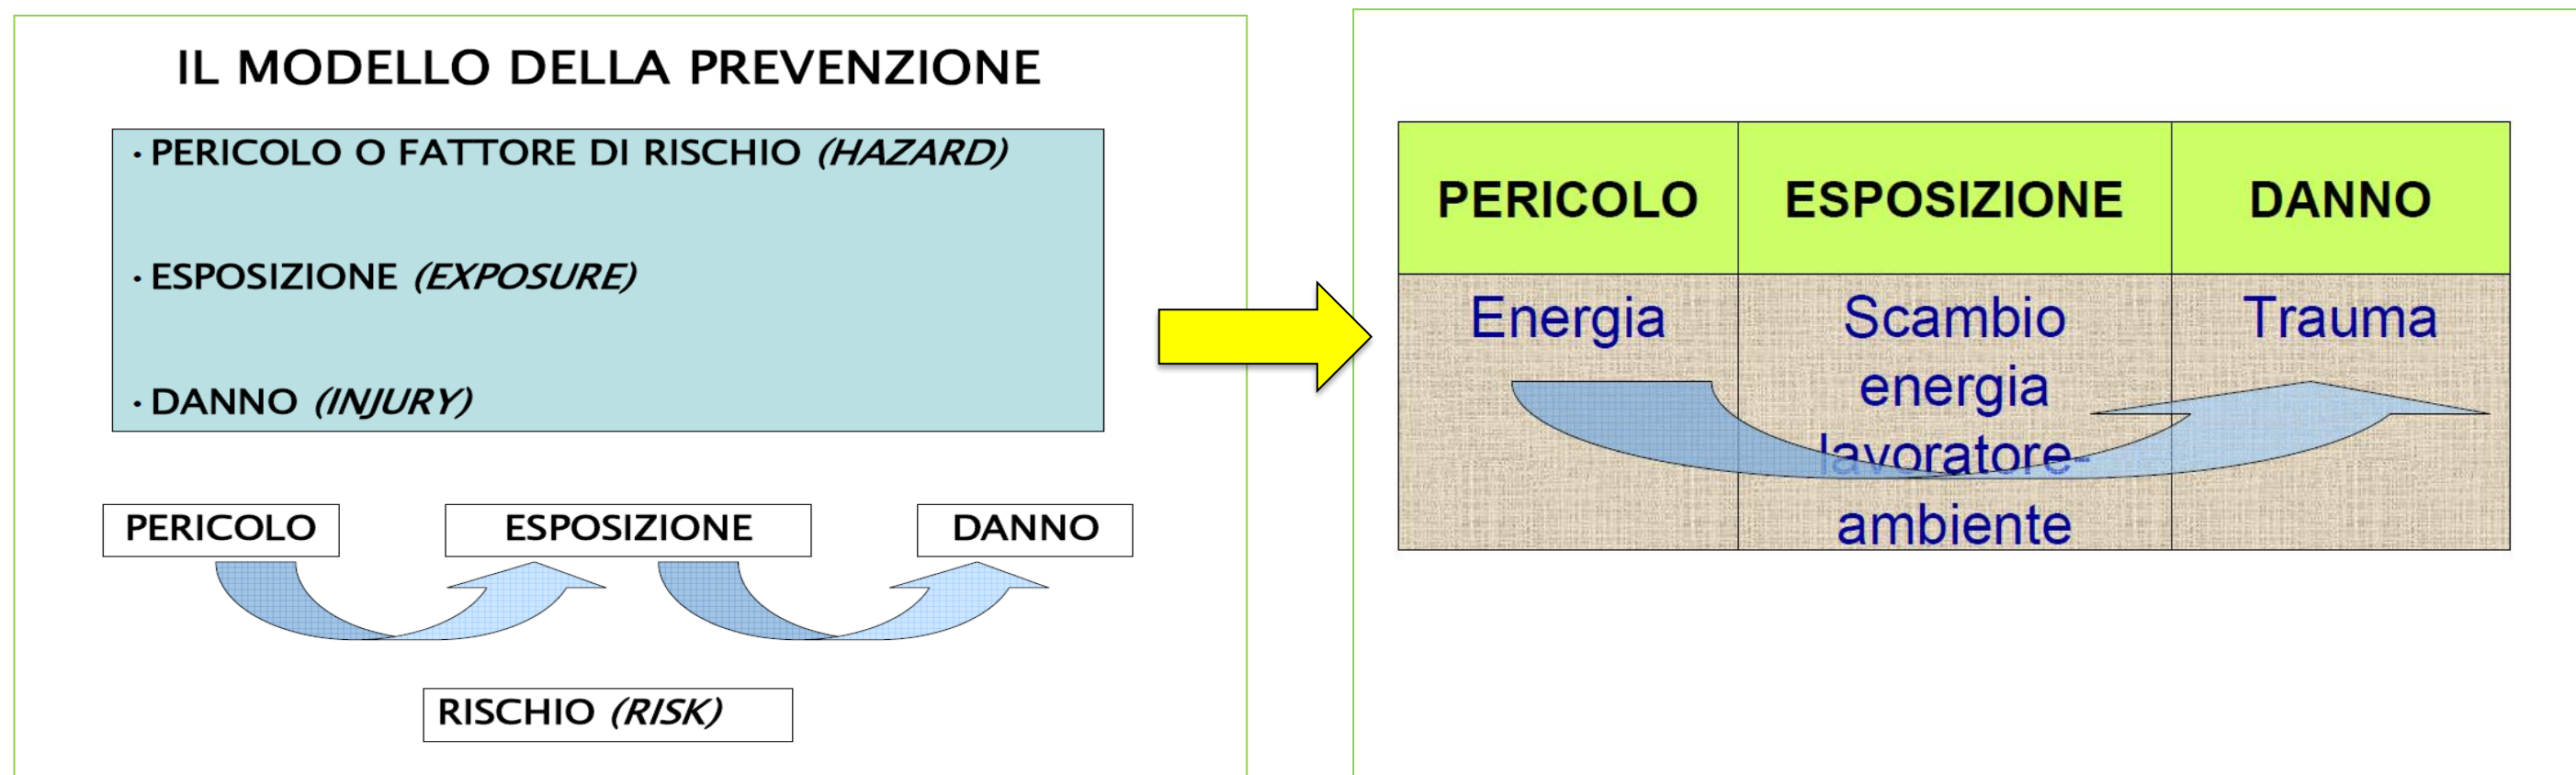 IL MODELLO DELLA PREVENZIONE
• PERICOLO O FATTORE DI RISCHIO (HAZARD)
• ESPOSIZIONE (EXPOSURE)
• DANNO (INJURY)
PERICOLO
ESPOSIZIONE
DANNO
RISCHIO (RISK)
PERICOLO
ESPOSIZIONE
DANNO
Energia
Scambio
energia
lavoratore-
ambiente
Trauma